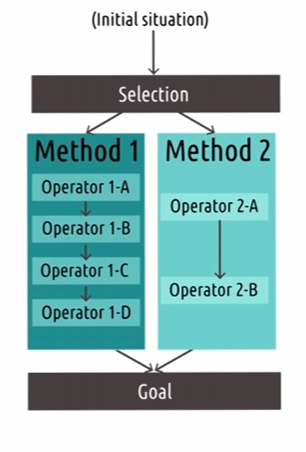 (Initial situation)
Selection
Method 1
Operator 1-A
Operator 1-B
Operator 1-C
Operator 1-D
Method 2
Operator 2-A
Operator 2-B
Goal